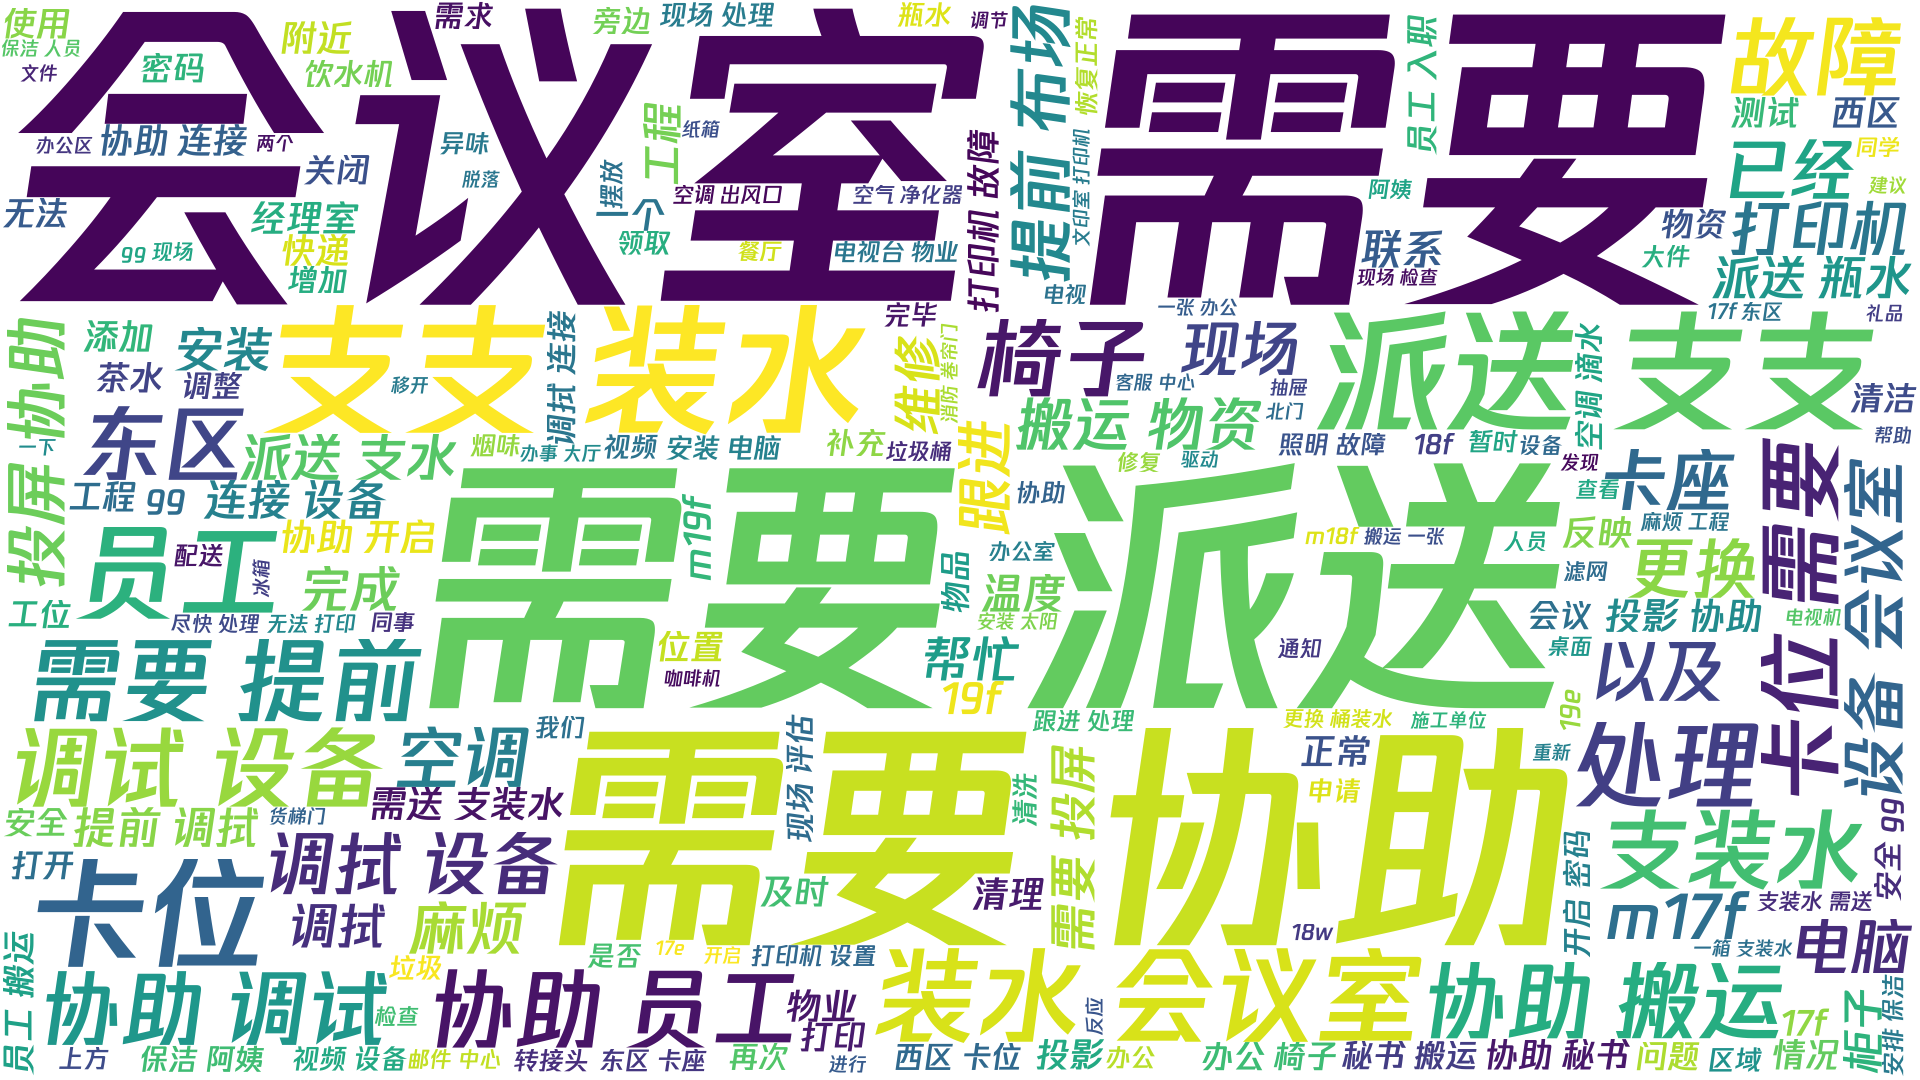 会议室 需要
使用
保洁 人员
文件
密码
附近
饮水机
需求
旁边
现场 处理
瓶水
调节
提前 布场
恢复正常
员工 入职
故障
测试
西区
已经
同学
建议
办公区
协助 连接
两个
关闭
异味
脱落
工程
纸箱
摆放
一个
打印机 故障
文印室 打印机
无法
经理室
快递
增加
gg 现场
空调 出风口
空气 净化器
领取
餐厅
电视台 物业
电视
阿姨
联系
现场 检查
一张 办公
物资
大件
打印机
派送 瓶水
17f 东区
礼品
协助
投屏
添加
安装
茶水
调整
支支 装水
移开
调拭 连接
完毕
维修
消防 卷帘门
椅子
现场
客服 中心
抽屉
北门
派送 支支
空调 滴水
清洁
帮助
一下
东区
派送 支水
烟味
办事 大厅
视频 安装 电脑
补充
垃圾桶
跟进
搬运 物资
修复
驱动
照明 故障
18f
暂时
设备
发现
卡座
需要 卡位
会议室 设备
工程 gg
连接 设备
需要 派送
m19f
协助
查看
麻烦 工程
员工
配送
冰箱
协助 开启
完成
办公室
物品
温度
安装 太阳
m18f
搬运 一张
人员
反映
滤网
更换
工位
尽快 处理
无法 打印
同事
位置
咖啡机
帮忙
19f
通知
会议
投影 协助
桌面
电视机
以及
需要 提前
我们
现场 评估
跟进 处理
更换 桶装水
施工单位
19e
调试 设备
空调
需要 协助
清洗
需要 投屏
正常
申请
重新
处理
安全
提前 调拭
货梯门
需送 支装水
打开
卡位
调拭 设备
调拭
麻烦
及时
清理
开启 密码
支装水
安全 gg
m17f
支装水 需送
18w
一箱 支装水
电脑
员工 搬运
协助 调试
垃圾
检查
协助 员工
是否
17e
开启
打印机 设置
物业
打印
装水 会议室
反应
协助 搬运
17f
柜子
安排 保洁
上方
保洁 阿姨
视频 设备
邮件 中心
转接头
东区 卡座
再次
进行
西区 卡位
投影
办公
办公 椅子
秘书 搬运
协助 秘书
问题
区域
情况